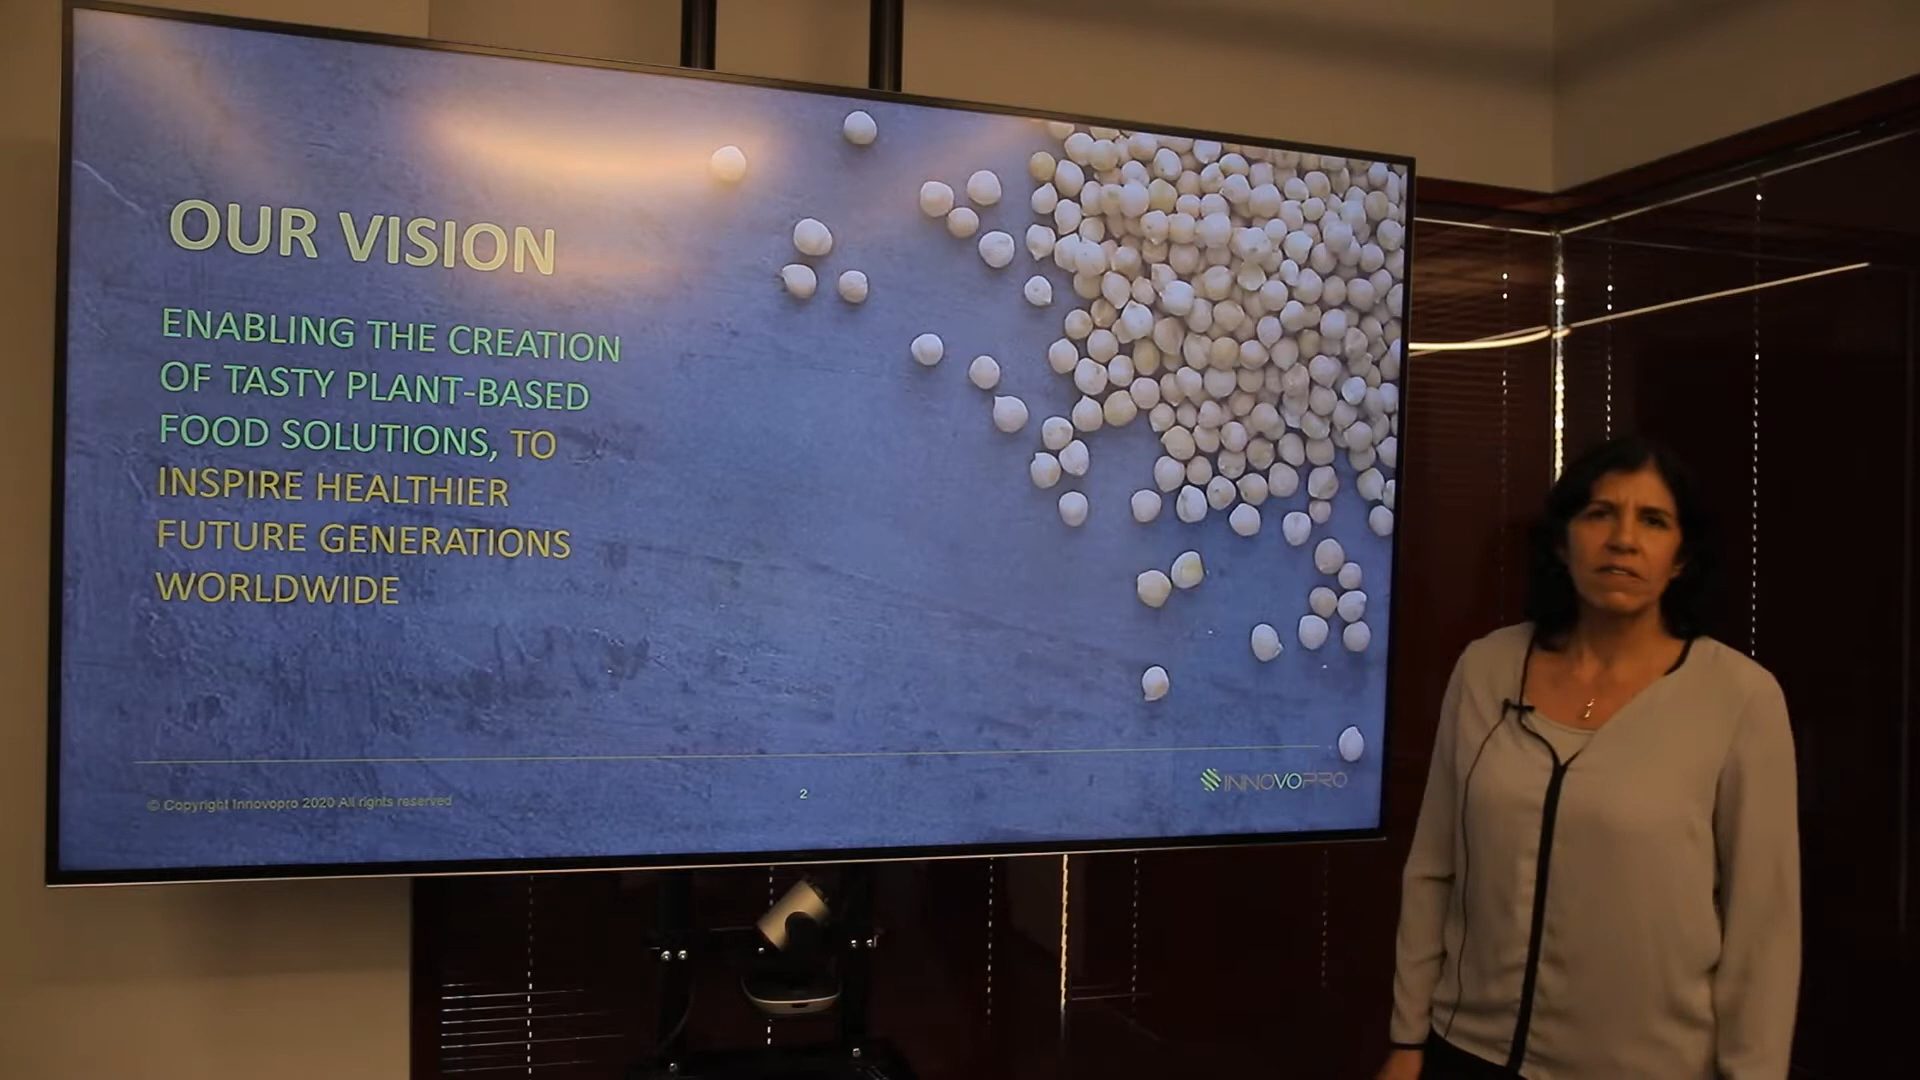 OUR VISION
ENABLING THE CREATION
OF TASTY PLANT-BASED
FOOD SOLUTIONS, TO
INSPIRE HEALTHIER
FUTURE GENERATIONS
WORLDWIDE
© Copyright Innovopro 2020 All rights reserved
2
INNOVOPRO